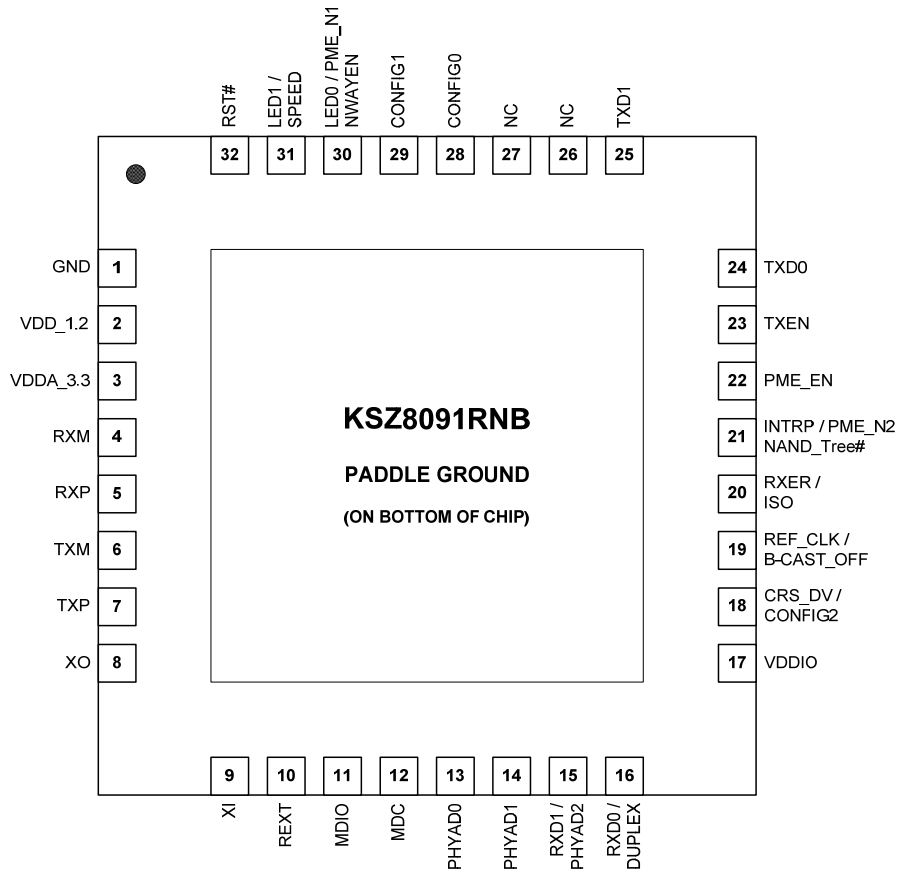 RST#
LED1 /
SPEED
LED0 / PME_N1
NWAYEN
CONFIG1
CONFIG0
NC
NC
TXD1
32
31
30
29
28
27
26
25
GND 1
VDD_1.2 2
VDDA_3.3 3
RXM 4
RXP 5
TXM 6
TXP 7
XO 8
KSZ8091RNB
PADDLE GROUND
(ON BOTTOM OF CHIP)
24 TXD0
23 TXEN
22 PME_EN
21 INTRP / PME_N2
NAND_Tree#
20 RXER /
ISO
19 REF_CLK /
B-CAST_OFF
18 CRS_DV /
CONFIG2
17 VDDIO
9
10
11
12
13
14
15
16
XI
REXT
MDIO
MDC
PHYAD0
PHYAD1
RXD1 /
PHYAD2
RXD0 /
DUPLEX